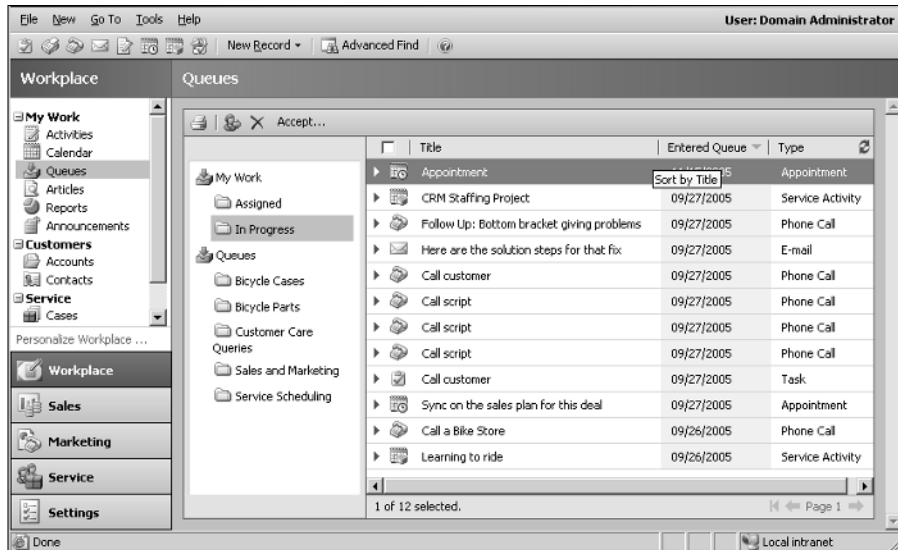 File New Go To Tools Help
User: Domain Administrator
New Record Advanced Find
Workplace
Queues
My Work
Activities
Calendar
Queues
Articles
Reports
Announcements
Customers
Accounts
Contacts
Service
Cases
Personalize Workplace ...
Workplace
Sales
Marketing
Service
Settings
Accept...
My Work
Assigned
In Progress
Queues
Bicycle Cases
Bicycle Parts
Customer Care
Queries
Sales and Marketing
Service Scheduling
Title Entered Queue Type
Appointment Appointment
Sort by Title
CRM Staffing Project 09/27/2005 Service Activity
Follow Up: Bottom bracket giving problems 09/27/2005 Phone Call
Here are the solution steps for that fix 09/27/2005 E-mail
Call customer 09/27/2005 Phone Call
Call script 09/27/2005 Phone Call
Call script 09/27/2005 Phone Call
Call script 09/27/2005 Phone Call
Call customer 09/27/2005 Task
Sync on the sales plan for this deal 09/27/2005 Appointment
Call a Bike Store 09/26/2005 Phone Call
Learning to ride 09/26/2005 Service Activity
1 of 12 selected.
Page 1
Done
Local intranet